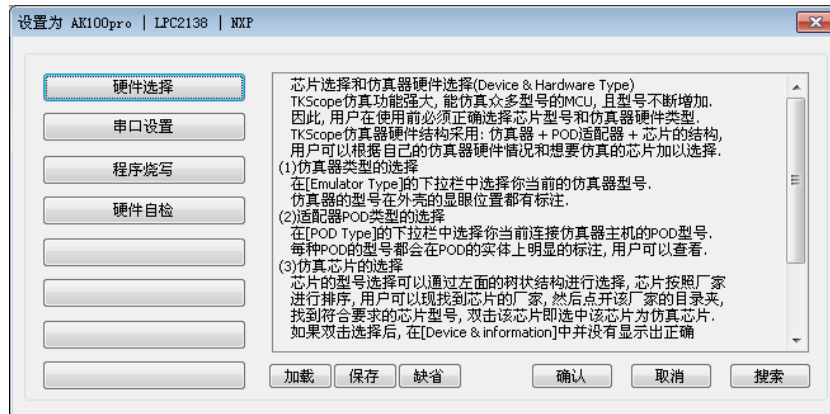 设置为 AK100pro | LPC2138 | NXP
硬件选择
串口设置
程序烧写
硬件自检
芯片选择和仿真器硬件选择(Device & Hardware Type)
TKScope仿真功能强大, 能仿真众多型号的MCU, 且型号不断增加.
因此, 用户在使用前必须正确选择芯片型号和仿真器硬件类型.
TKScope仿真器硬件结构采用: 仿真器 + POD适配器 + 芯片的结构,
用户可以根据自己的仿真器硬件情况和想要仿真的芯片加以选择.
(1)仿真器类型的选择
在[Emulator Type]的下拉栏中选择你当前的仿真器型号.
仿真器的型号在外壳的显眼位置都有标注.
(2)适配器POD类型的选择
在[POD Type]的下拉栏中选择你当前连接仿真器主机的POD型号.
每种POD的型号都会在POD的实体上明显的标注, 用户可以查看.
(3)仿真芯片的选择
芯片的型号选择可以通过左面的树状结构进行选择, 芯片按照厂家
进行排序, 用户可以现找到芯片的厂家, 然后点开该厂家的目录夹,
找到符合要求的芯片型号, 双击该芯片即选中该芯片为仿真芯片.
如果双击选择后, 在[Device & information]中并没有显示出正确
加载 保存 缺省 确认 取消 搜索